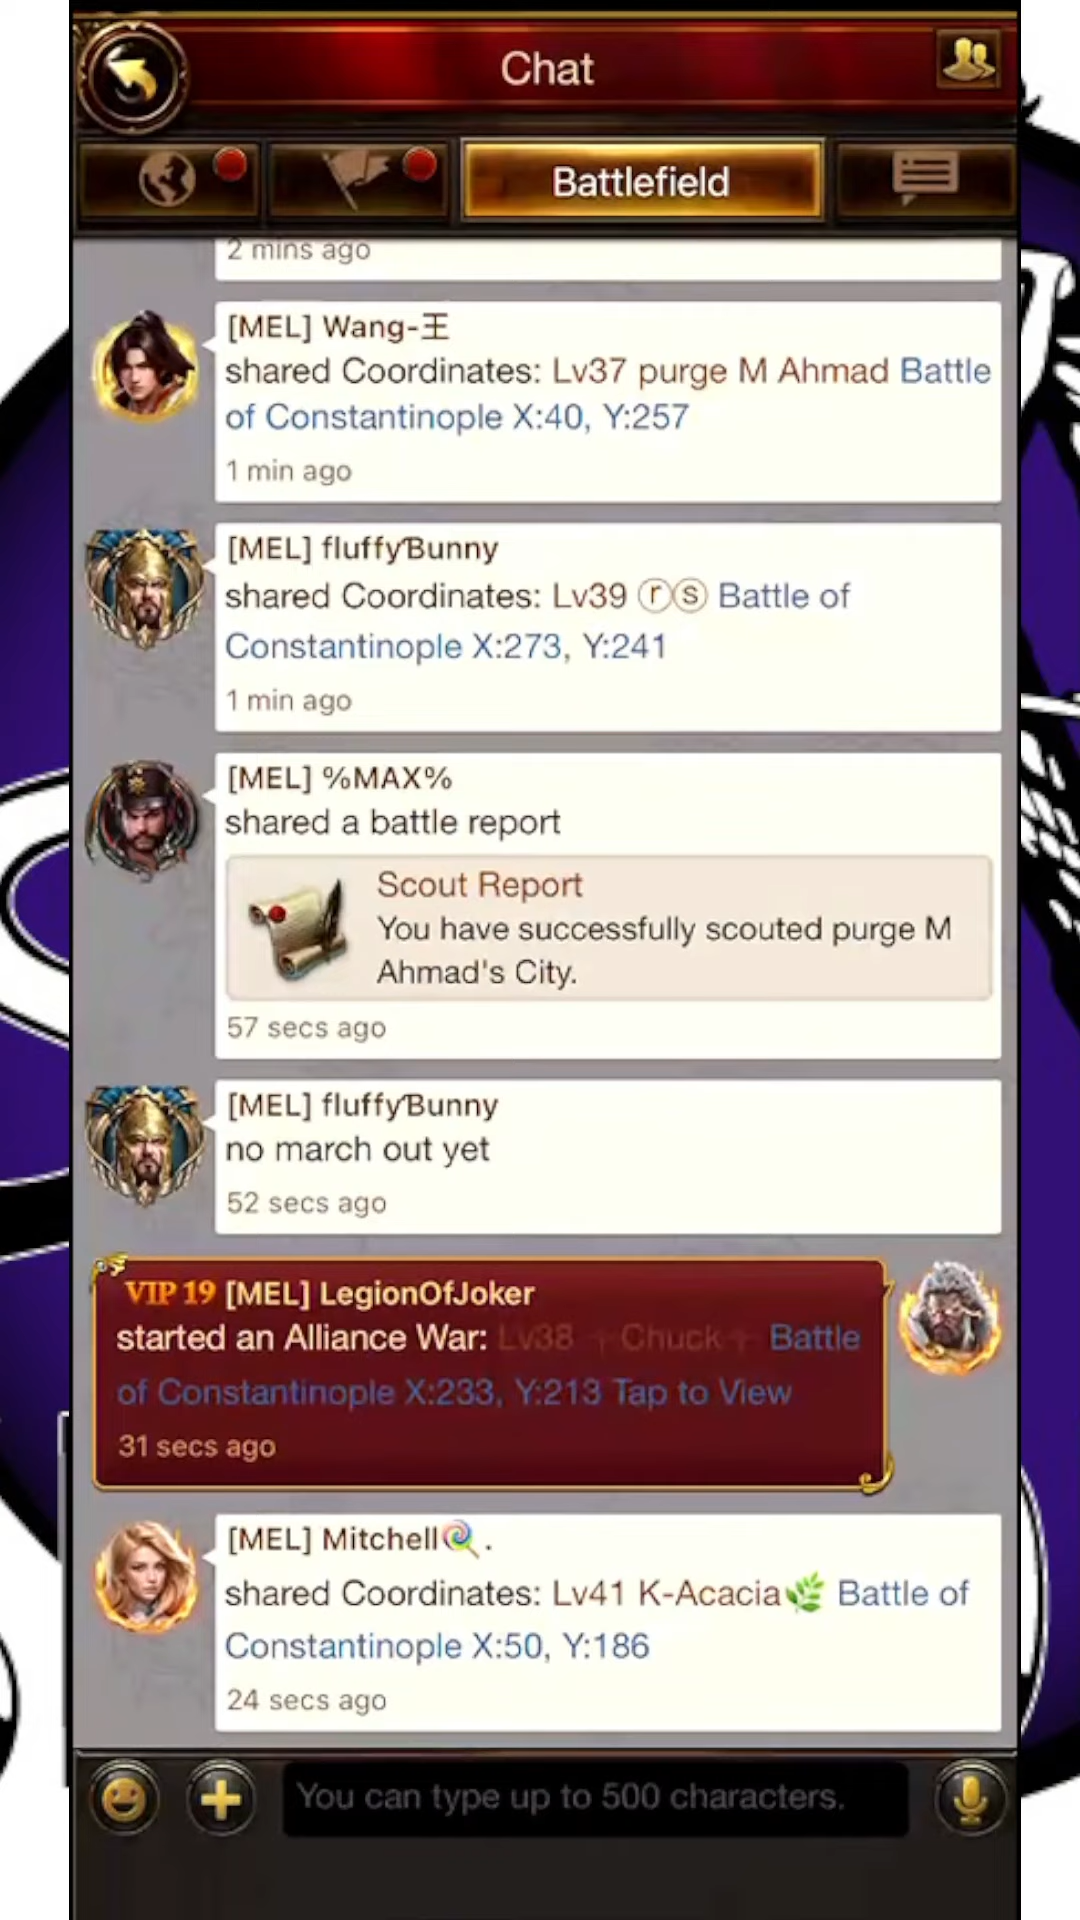 Chat
Battlefield
2 mins ago
[MEL] Wang-王
shared Coordinates: Lv37 purge M Ahmad Battle
of Constantinople X:40, Y:257
1 min ago
[MEL] fluffyƁunny
shared Coordinates: Lv39 ⓡⓢ Battle of
Constantinople X:273, Y:241
1 min ago
[MEL] %MAX%
shared a battle report
Scout Report
You have successfully scouted purge M
Ahmad's City.
57 secs ago
[MEL] fluffyƁunny
no march out yet
52 secs ago
VIP 19 [MEL] LegionOfJoker
started an Alliance War: Lv38 Chuck Battle
of Constantinople X:233, Y:213 Tap to View
31 secs ago
[MEL] Mitchell🍭.
shared Coordinates: Lv41 K-Acacia🌿 Battle of
Constantinople X:50, Y:186
24 secs ago
You can type up to 500 characters.